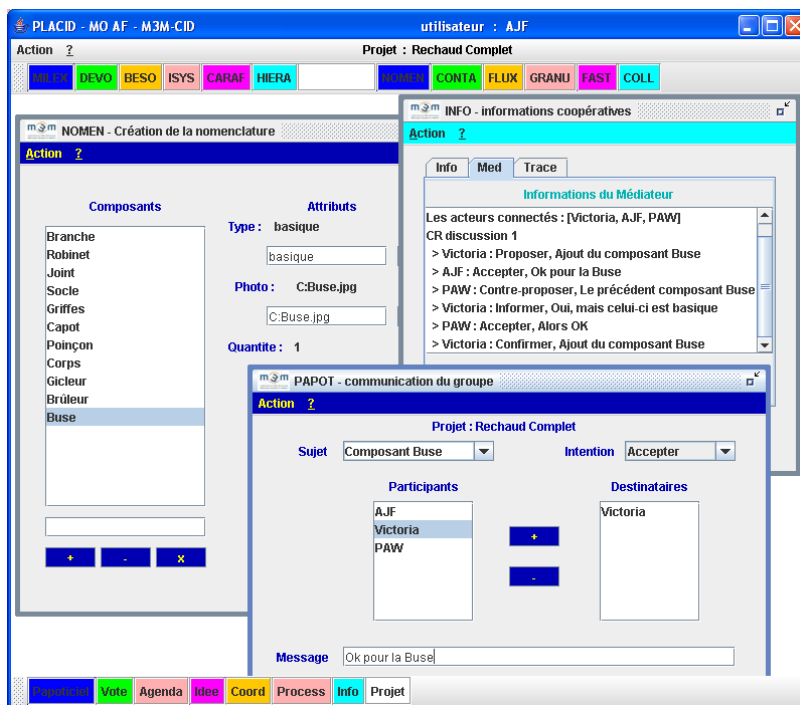 PLACID - MO AF - M3M-CID utilisateur : AJF
Action ? Projet : Rechaud Complet
MILEX DEVO BESO ISYS CARAF HIERA NOMEN CONTA FLUX GRANU FAST COLL
m3m NOMEN - Création de la nomenclature
Action ?
Composants
Branche
Robinet
Joint
Socle
Griffes
Capot
Poinçon
Corps
Gicleur
Brûleur
Buse
+ - x
Attributs
Type : basique
basique
Photo : C:Buse.jpg
C:Buse.jpg
Quantite : 1
m3m INFO - informations coopératives
Action ?
Info Med Trace
Informations du Médiateur
Les acteurs connectés : [Victoria, AJF, PAW]
CR discussion 1
> Victoria : Proposer, Ajout du composant Buse
> AJF : Accepter, Ok pour la Buse
> PAW : Contre-proposer, Le précédent composant Buse
> Victoria : Informer, Oui, mais celui-ci est basique
> PAW : Accepter, Alors OK
> Victoria : Confirmer, Ajout du composant Buse
m3m PAPOT - communication du groupe
Action ?
Projet : Rechaud Complet
Sujet Composant Buse Intention Accepter
Participants
AJF
Victoria
PAW
+
-
Destinataires
Victoria
Message Ok pour la Buse
Papoticiel Vote Agenda Idee Coord Process Info Projet